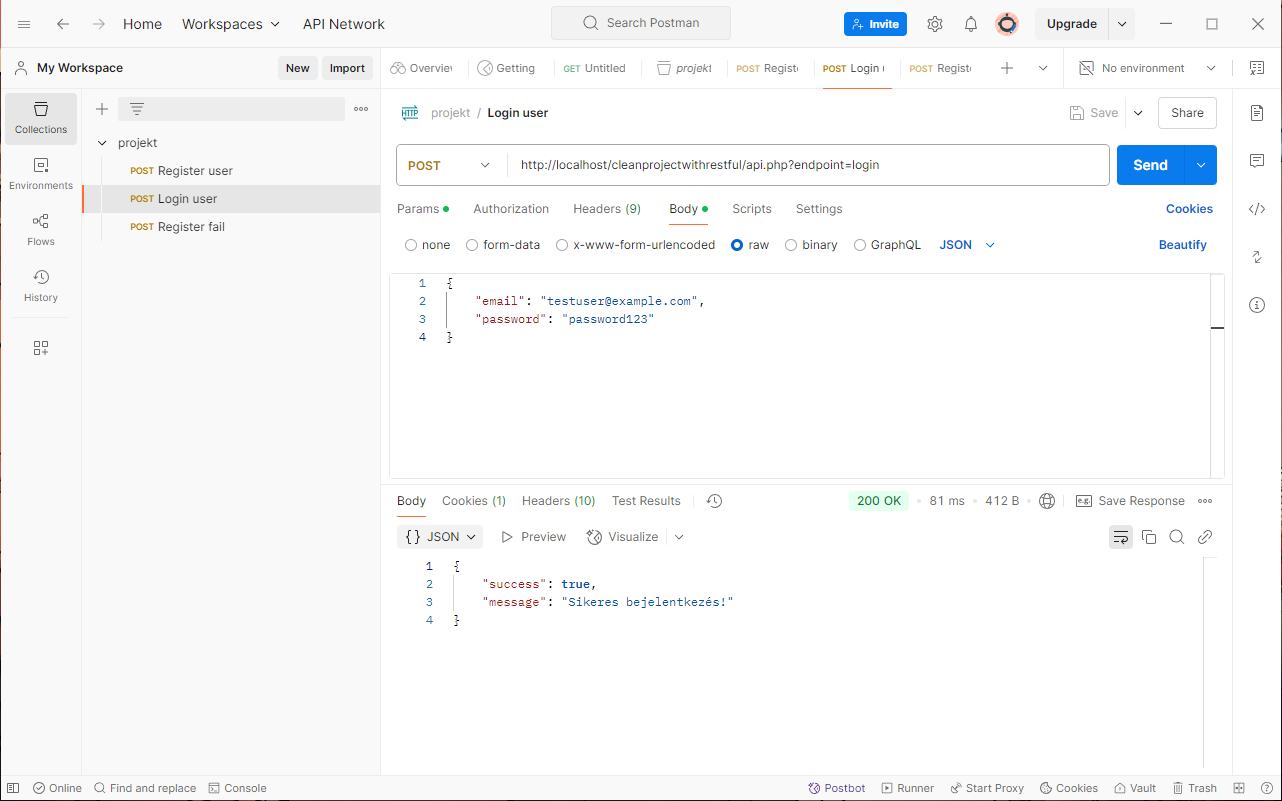 Home Workspaces API Network Search Postman Invite Upgrade
My Workspace New Import Overview Getting GET Untitled projekt POST Registe POST Login POST Registe No environment
Collections
Environments
Flows
History
projekt
POST Register user
POST Login user
POST Register fail
HTTP projekt / Login user Save Share
POST http://localhost/cleanprojectwithrestful/api.php?endpoint=login Send
Params Authorization Headers (9) Body Scripts Settings Cookies
none form-data x-www-form-urlencoded raw binary GraphQL JSON Beautify
1 {
2 "email": "testuser@example.com",
3 "password": "password123"
4 }
Body Cookies (1) Headers (10) Test Results 200 OK 81 ms 412 B e.g. Save Response
{} JSON Preview Visualize
1 {
2 "success": true,
3 "message": "Sikeres bejelentkezés!"
4 }
Online Find and replace Console Postbot Runner Start Proxy Cookies Vault Trash